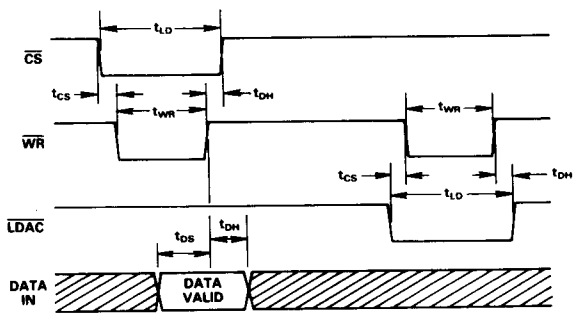 tLD
CS
tCS
tWR
tDH
tWR
WR
tCS
tLD
tDH
LDAC
tDS
tDH
DATA IN
DATA VALID